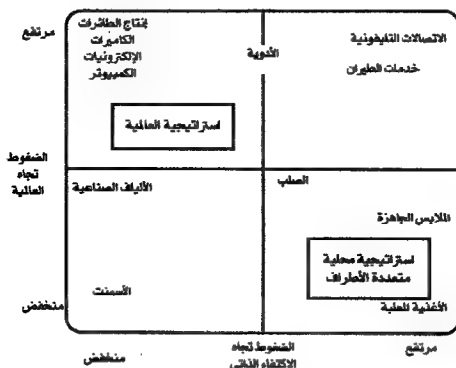 مرتفع
إنتاج الطائرات
الكاميرات
الإلكترونيات
الكمبيوتر
الأدوية
الاتصالات التليفونية
خدمات الطيران
استراتيجية العالمية
الضغوط
تجاه
العالمية
الألياف الصناعية
الصلب
الملابس الجاهزة
استراتيجية محلية
متعددة الأطراف
الأسمنت
الأغذية المعلبة
منخفض
منخفض
الضغوط تجاه
الاكتفاء الذاتي
مرتفع